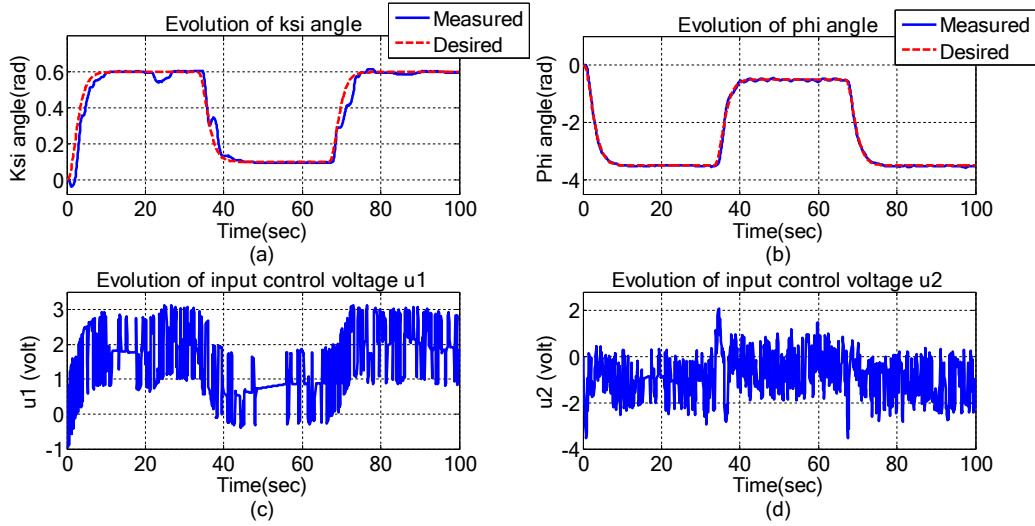 Evolution of ksi angle
Measured
Desired
Ksi angle(rad)
0.6
0.4
0.2
0
0 20 40 60 80 100
Time(sec)
(a)
Evolution of phi angle
Measured
Desired
Phi angle(rad)
0
-2
-4
0 20 40 60 80 100
Time(sec)
(b)
Evolution of input control voltage u1
u1 (volt)
3
2
1
0
-1
0 20 40 60 80 100
Time(sec)
(c)
Evolution of input control voltage u2
u2 (volt)
2
0
-2
-4
0 20 40 60 80 100
Time(sec)
(d)